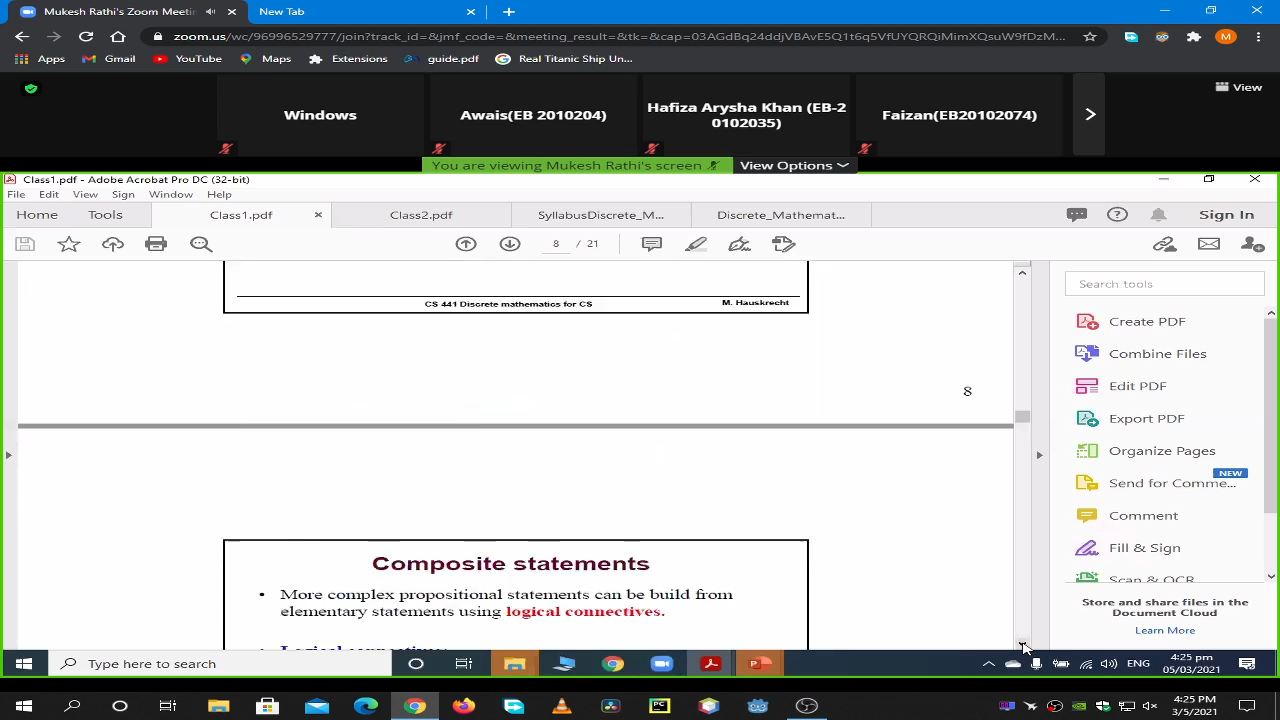 Mukesh Rathi's Zoom Meeti
New Tab
zoom.us/wc/96996529777/join?track_id=&jmf_code=&meeting_result=&tk=&cap=03AGdBq24ddjVBAvE5Q1t6q5VfUYQRQjMimXQsuW9fDzM...
Apps
Gmail
YouTube
Maps
Extensions
guide.pdf
Real Titanic Ship Un...
View
Windows
Awais(EB 2010204)
Hafiza Arysha Khan (EB-2
0102035)
Faizan(EB20102074)
You are viewing Mukesh Rathi's screen
View Options
Class1.pdf - Adobe Acrobat Pro DC (32-bit)
File Edit View Sign Window Help
Home Tools Class1.pdf Class2.pdf SyllabusDiscrete_M... Discrete_Mathemat... Sign In
8 / 21
CS 441 Discrete mathematics for CS M. Hauskrecht
8
Composite statements
• More complex propositional statements can be build from
elementary statements using logical connectives.
Search tools
Create PDF
Combine Files
Edit PDF
Export PDF
Organize Pages
NEW
Send for Comme...
Comment
Fill & Sign
Scan & OCR
Store and share files in the
Document Cloud
Learn More
Type here to search
ENG
4:25 pm
05/03/2021
4:25 PM
3/5/2021